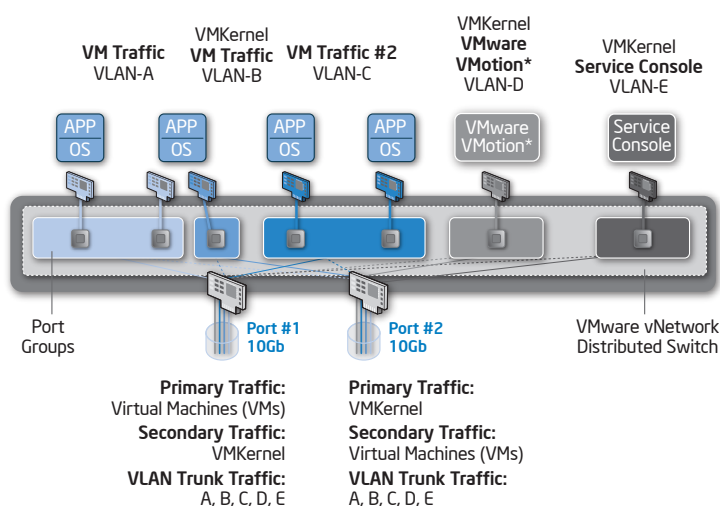 VM Traffic
VLAN-A
VMKernel
VM Traffic
VLAN-B
VM Traffic #2
VLAN-C
VMKernel
VMware
VMotion*
VLAN-D
VMKernel
Service Console
VLAN-E
APP
OS
APP
OS
APP
OS
APP
OS
VMware
VMotion*
Service
Console
Port
Groups
Port #1
10Gb
Port #2
10Gb
VMware vNetwork
Distributed Switch
Primary Traffic:
Virtual Machines (VMs)
Secondary Traffic:
VMKernel
VLAN Trunk Traffic:
A, B, C, D, E
Primary Traffic:
VMKernel
Secondary Traffic:
Virtual Machines (VMs)
VLAN Trunk Traffic:
A, B, C, D, E